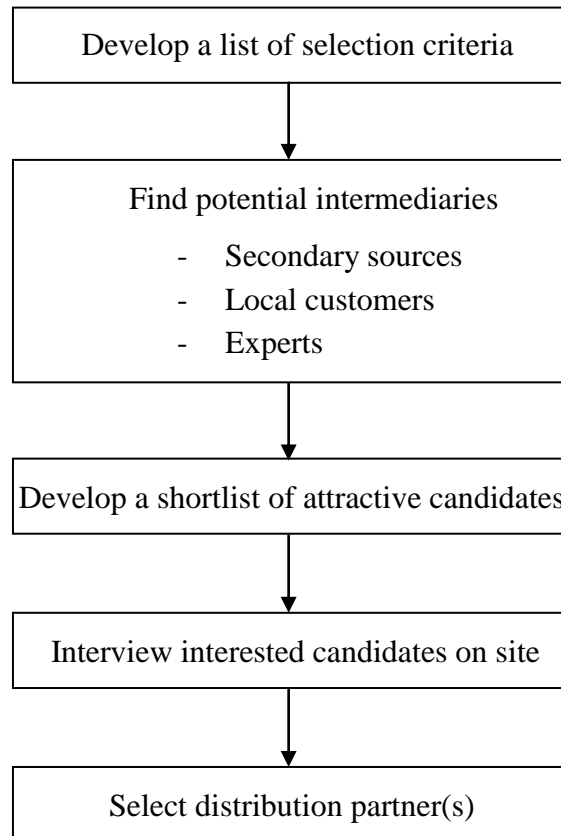 Develop a list of selection criteria
Find potential intermediaries
- Secondary sources
- Local customers
- Experts
Develop a shortlist of attractive candidates
Interview interested candidates on site
Select distribution partner(s)